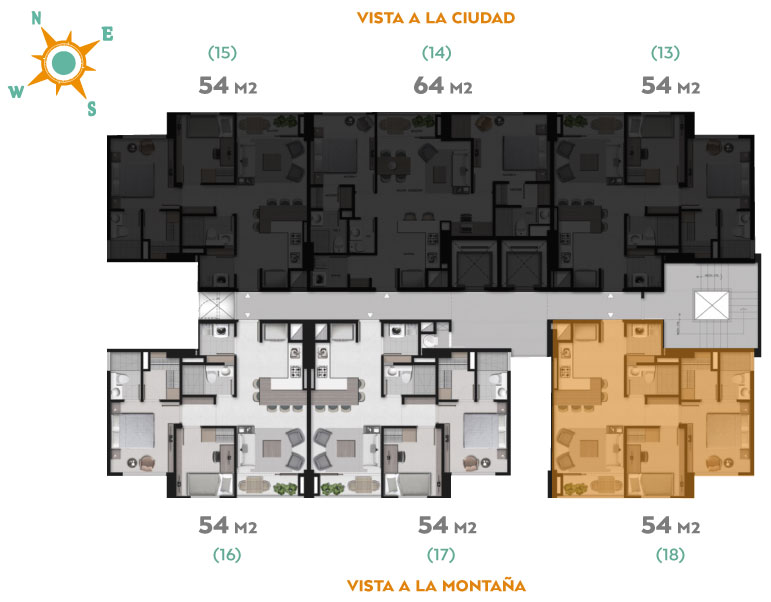 VISTA A LA CIUDAD
N
E
W
S
(15)
(14)
(13)
54 M2
64 M2
54 M2
54 M2
54 M2
54 M2
(16)
(17)
(18)
VISTA A LA MONTAÑA